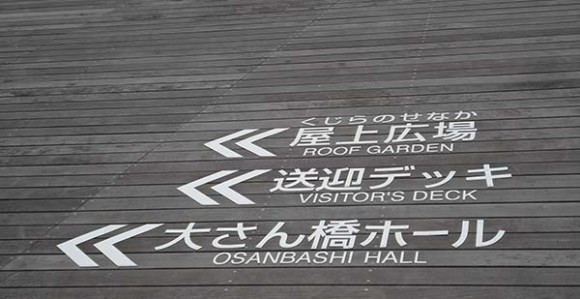 くじらのせなか
屋上広場
ROOF GARDEN
送迎デッキ
VISITOR'S DECK
大さん橋ホール
OSANBASHI HALL